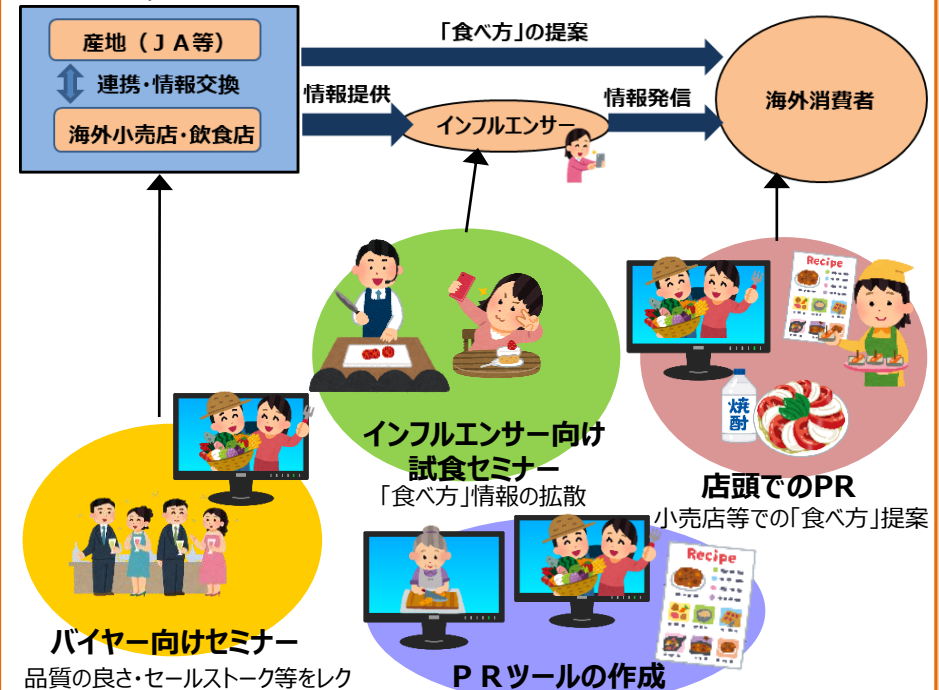 産地(JA等)
連携・情報交換
海外小売店・飲食店
「食べ方」の提案
情報提供
インフルエンサー
情報発信
海外消費者
Recipe
焼酎
インフルエンサー向け
試食セミナー
「食べ方」情報の拡散
店頭でのPR
小売店等での「食べ方」提案
Recipe
バイヤー向けセミナー
品質の良さ・セールストーク等をレク
PRツールの作成